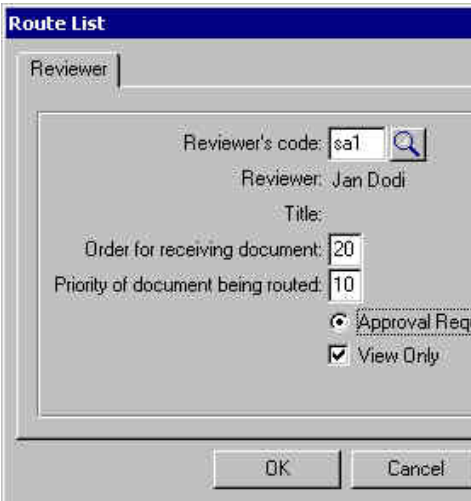 Route List
Reviewer
Reviewer's code: sa1
Reviewer: Jan Dodi
Title:
Order for receiving document: 20
Priority of document being routed: 10
Approval Requ
View Only
OK Cancel